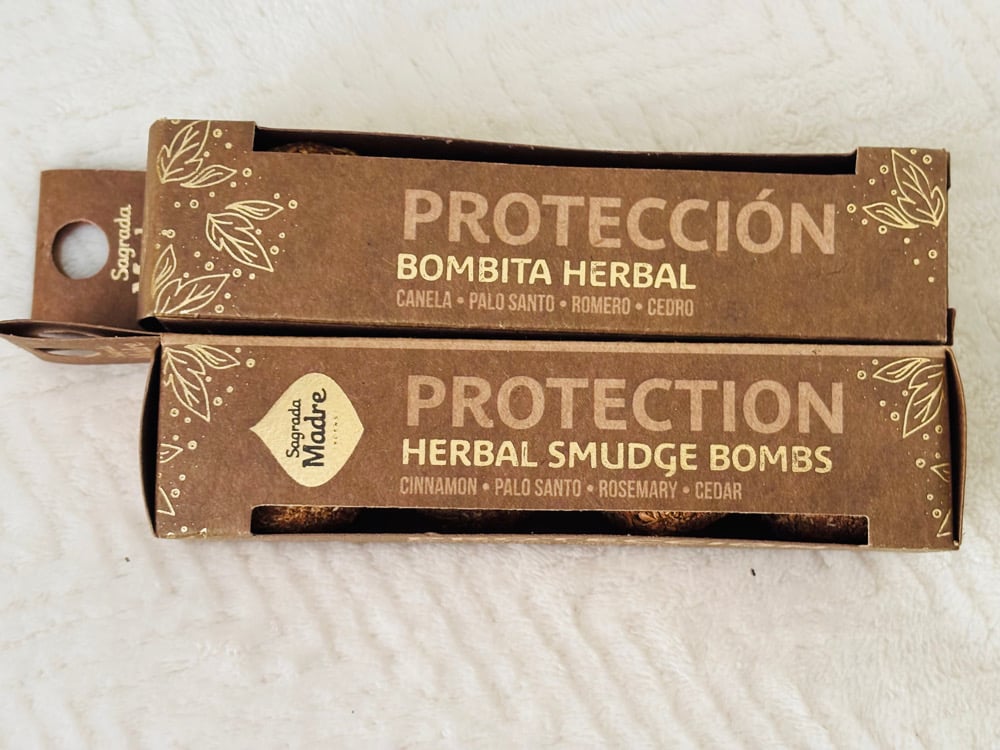 Sagrada
PROTECCIÓN
BOMBITA HERBAL
CANELA • PALO SANTO • ROMERO • CEDRO
Sagrada
Madre
PROTECTION
HERBAL SMUDGE BOMBS
CINNAMON • PALO SANTO • ROSEMARY • CEDAR